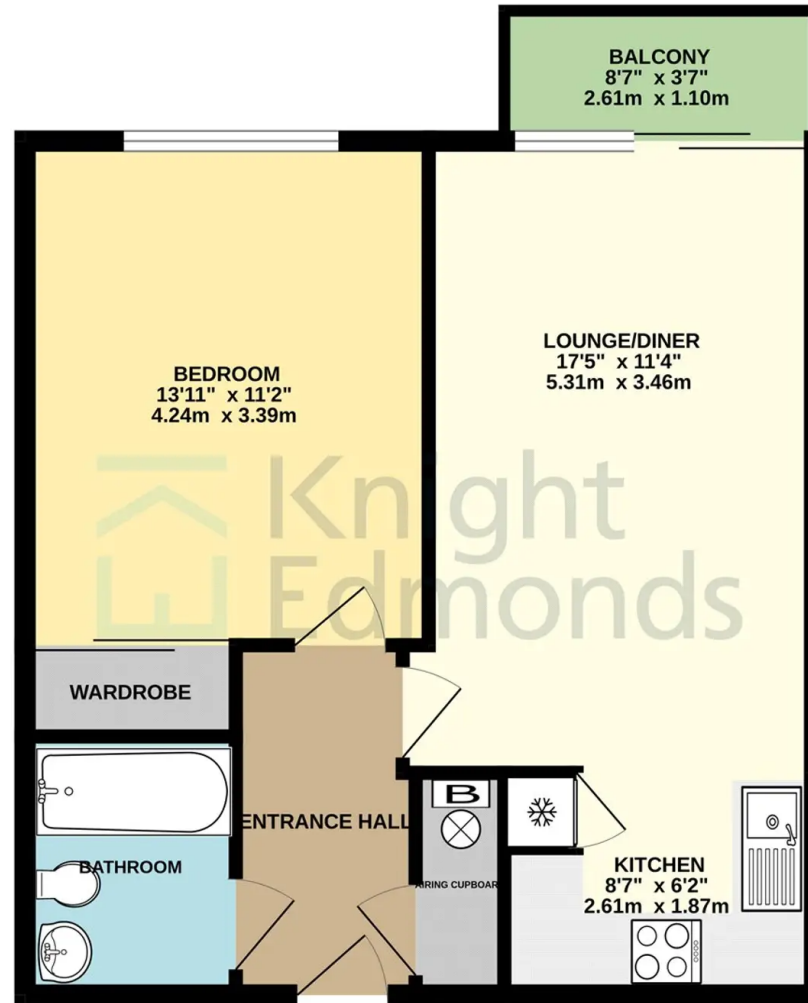 BALCONY
8'7" x 3'7"
2.61m x 1.10m
LOUNGE/DINER
17'5" x 11'4"
5.31m x 3.46m
BEDROOM
13'11" x 11'2"
4.24m x 3.39m
Knight
Edmonds
WARDROBE
B
ENTRANCE HALL
BATHROOM
KITCHEN
8'7" x 6'2"
2.61m x 1.87m
AIRING CUPBOARD